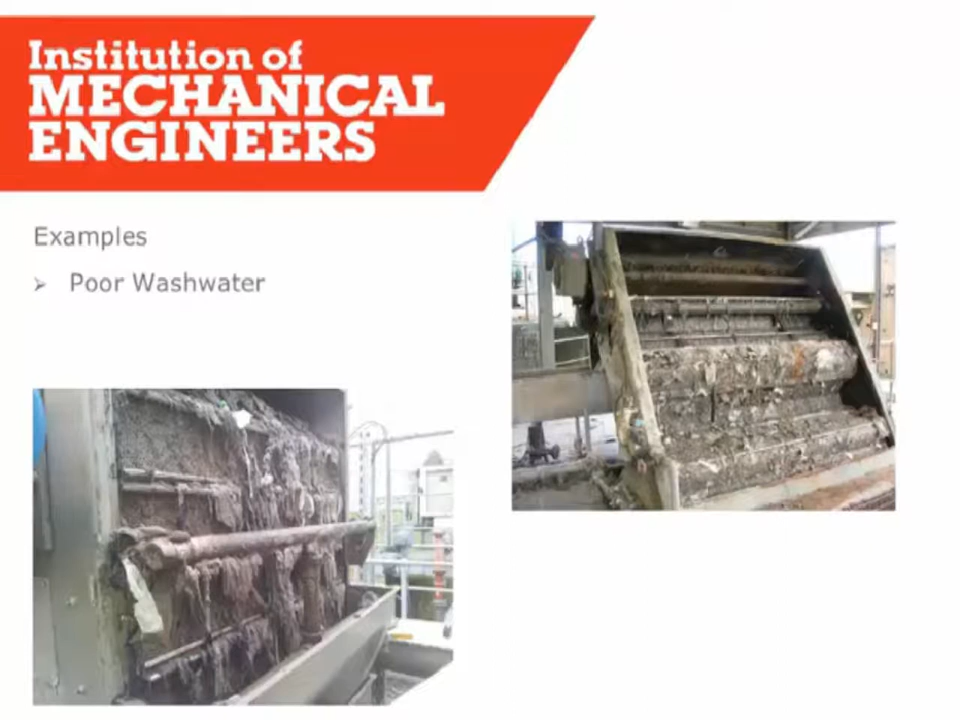 Institution of
MECHANICAL
ENGINEERS
Examples
➢ Poor Washwater